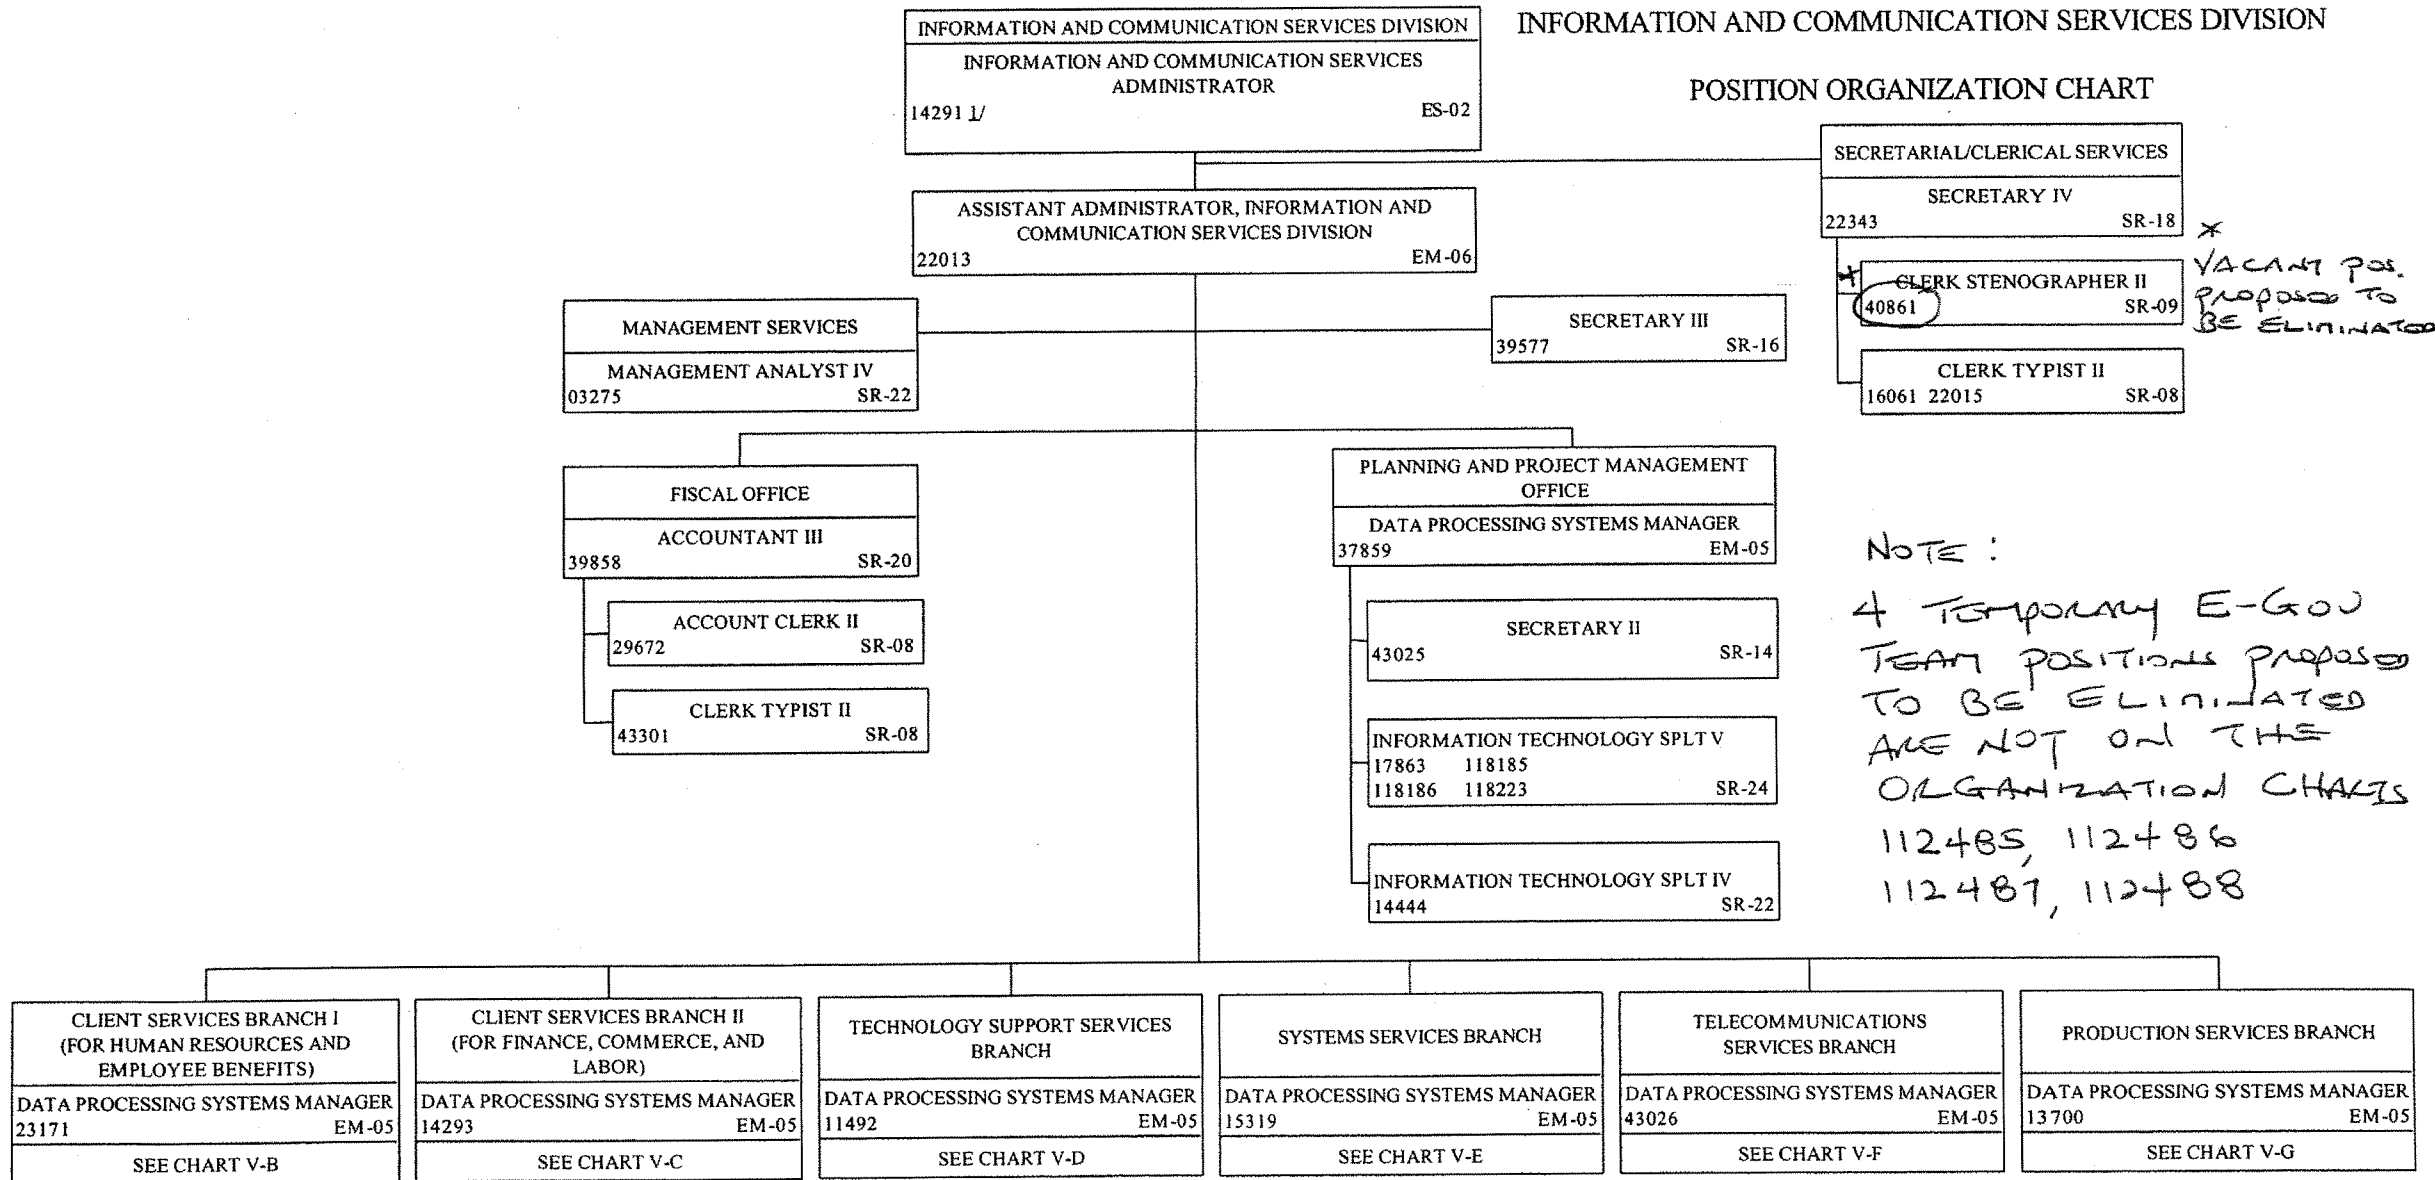 INFORMATION AND COMMUNICATION SERVICES DIVISION
POSITION ORGANIZATION CHART
INFORMATION AND COMMUNICATION SERVICES DIVISION
INFORMATION AND COMMUNICATION SERVICES
ADMINISTRATOR
14291 1/ ES-02
SECRETARIAL/CLERICAL SERVICES
SECRETARY IV
22343 SR-18
*
VACANT POS.
PROPOSED TO
BE ELIMINATED
*
CLERK STENOGRAPHER II
40861 SR-09
CLERK TYPIST II
16061 22015 SR-08
ASSISTANT ADMINISTRATOR, INFORMATION AND
COMMUNICATION SERVICES DIVISION
22013 EM-06
MANAGEMENT SERVICES
MANAGEMENT ANALYST IV
03275 SR-22
SECRETARY III
39577 SR-16
FISCAL OFFICE
ACCOUNTANT III
39858 SR-20
ACCOUNT CLERK II
29672 SR-08
CLERK TYPIST II
43301 SR-08
PLANNING AND PROJECT MANAGEMENT
OFFICE
DATA PROCESSING SYSTEMS MANAGER
37859 EM-05
SECRETARY II
43025 SR-14
INFORMATION TECHNOLOGY SPLT V
17863 118185
118186 118223 SR-24
INFORMATION TECHNOLOGY SPLT IV
14444 SR-22
NOTE :
4 TEMPORARY E-GOV
TEAM POSITIONS PROPOSED
TO BE ELIMINATED
ARE NOT ON THE
ORGANIZATION CHARTS
112485, 112486
112487, 112488
CLIENT SERVICES BRANCH I
(FOR HUMAN RESOURCES AND
EMPLOYEE BENEFITS)
DATA PROCESSING SYSTEMS MANAGER
23171 EM-05
SEE CHART V-B
CLIENT SERVICES BRANCH II
(FOR FINANCE, COMMERCE, AND
LABOR)
DATA PROCESSING SYSTEMS MANAGER
14293 EM-05
SEE CHART V-C
TECHNOLOGY SUPPORT SERVICES
BRANCH
DATA PROCESSING SYSTEMS MANAGER
11492 EM-05
SEE CHART V-D
SYSTEMS SERVICES BRANCH
DATA PROCESSING SYSTEMS MANAGER
15319 EM-05
SEE CHART V-E
TELECOMMUNICATIONS
SERVICES BRANCH
DATA PROCESSING SYSTEMS MANAGER
43026 EM-05
SEE CHART V-F
PRODUCTION SERVICES BRANCH
DATA PROCESSING SYSTEMS MANAGER
13700 EM-05
SEE CHART V-G